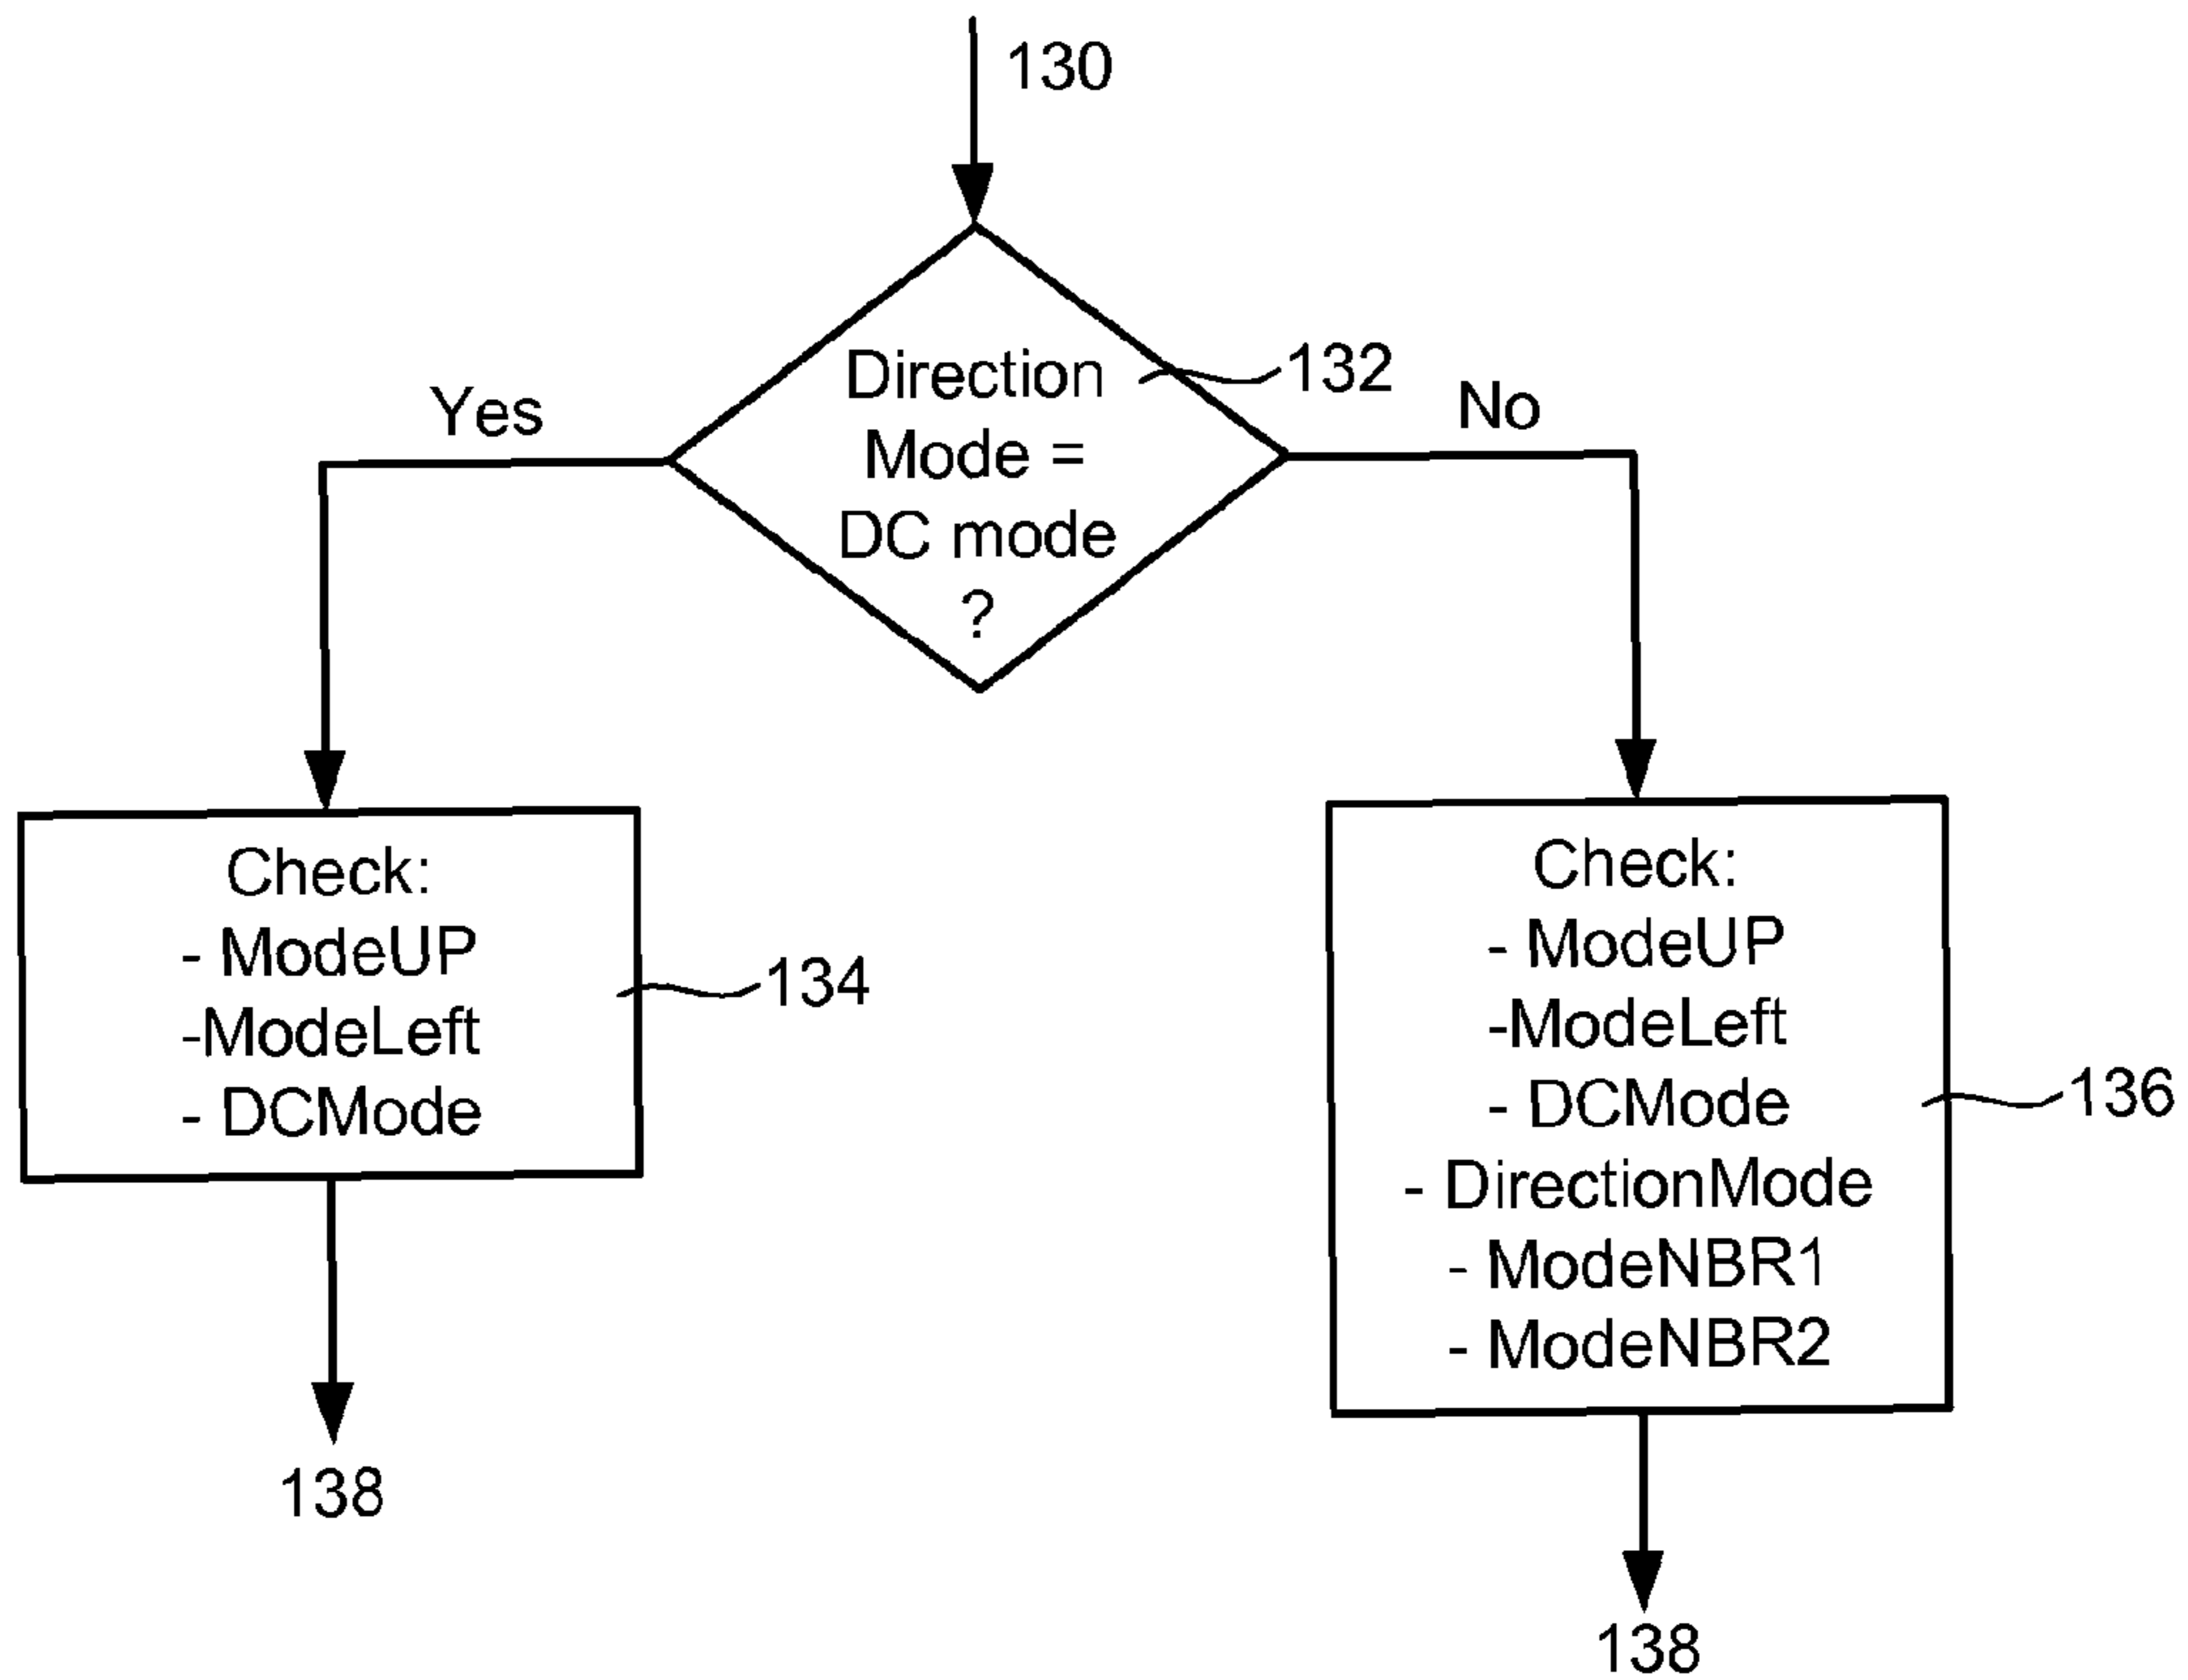 130
Direction
Mode =
DC mode
?
132
Yes
No
Check:
- ModeUP
-ModeLeft
- DCMode
134
138
Check:
- ModeUP
-ModeLeft
- DCMode
- DirectionMode
- ModeNBR1
- ModeNBR2
136
138